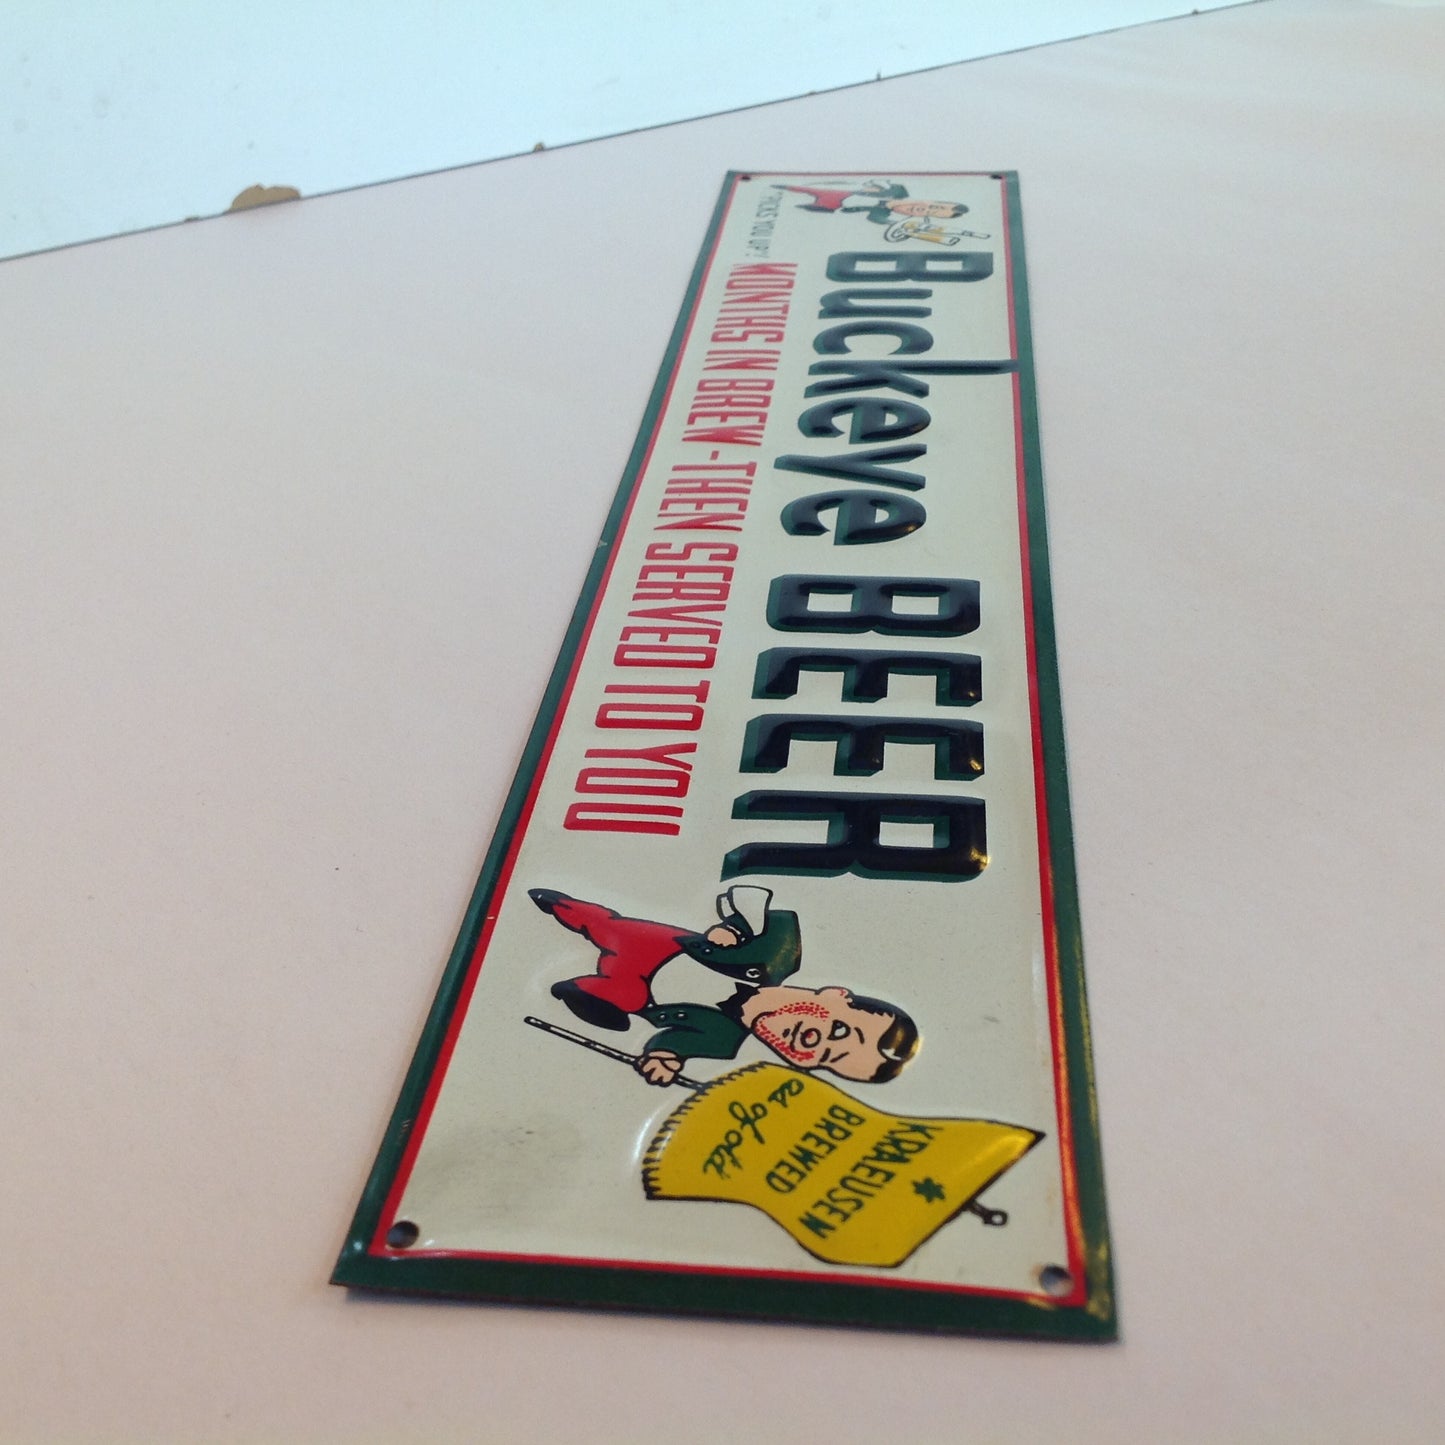 Buckeye BEER
"PICKS YOU UP!"
MONTHS IN BREW - THEN SERVED TO YOU
* KRAEUSEN
BREWED
as of old